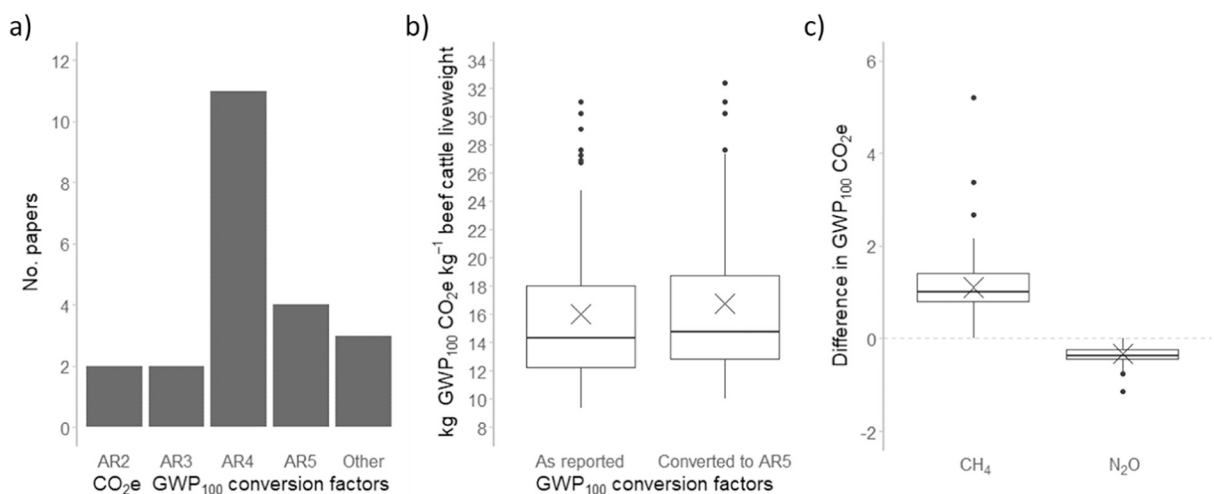 a)
No. papers
12
10
8
6
4
2
0
AR2 AR3 AR4 AR5 Other
CO₂e GWP₁₀₀ conversion factors
b)
kg GWP₁₀₀ CO₂e kg⁻¹ beef cattle liveweight
34
32
30
28
26
24
22
20
18
16
14
12
10
8
As reported Converted to AR5
GWP₁₀₀ conversion factors
c)
Difference in GWP₁₀₀ CO₂e
6
4
2
0
-2
CH₄ N₂O